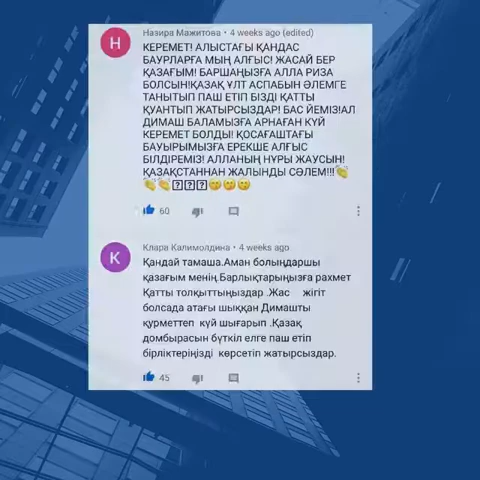 Н
Назира Мажитова • 4 weeks ago (edited)
КЕРЕМЕТ! АЛЫСТАҒЫ ҚАНДАС
БАУРЛАРҒА МЫҢ АЛҒЫС! ЖАСАЙ БЕР
ҚАЗАҒЫМ! БАРШАҢЫЗҒА АЛЛА РИЗА
БОЛСЫН!ҚАЗАҚ ҰЛТ АСПАБЫН ӘЛЕМГЕ
ТАНЫТЫП ПАШ ЕТІП БІЗДІ ҚАТТЫ
ҚУАНТЫП ЖАТЫРСЫЗДАР! БАС ЙЕМІЗ!АЛ
ДИМАШ БАЛАМЫЗҒА АРНАҒАН КҮЙ
КЕРЕМЕТ БОЛДЫ! ҚОСАҒАШТАҒЫ
БАУЫРЫМЫЗҒА ЕРЕКШЕ АЛҒЫС
БІЛДІРЕМІЗ! АЛЛАНЫҢ НҰРЫ ЖАУСЫН!
ҚАЗАҚСТАННАН ЖАЛЫНДЫ СӘЛЕМ!!!👏
👏👏😋😋😋
60
К
Клара Калимолдина • 4 weeks ago
Қандай тамаша.Аман болыңдаршы
қазағым менің.Барлықтарыңызға рахмет
Қатты толқыттыңыздар .Жас жігіт
болсада атағы шыққан Димашты
құрметтеп күй шығарып .Қазақ
домбырасын бүткіл елге паш етіп
бірліктеріңізді көрсетіп жатырсыздар.
45